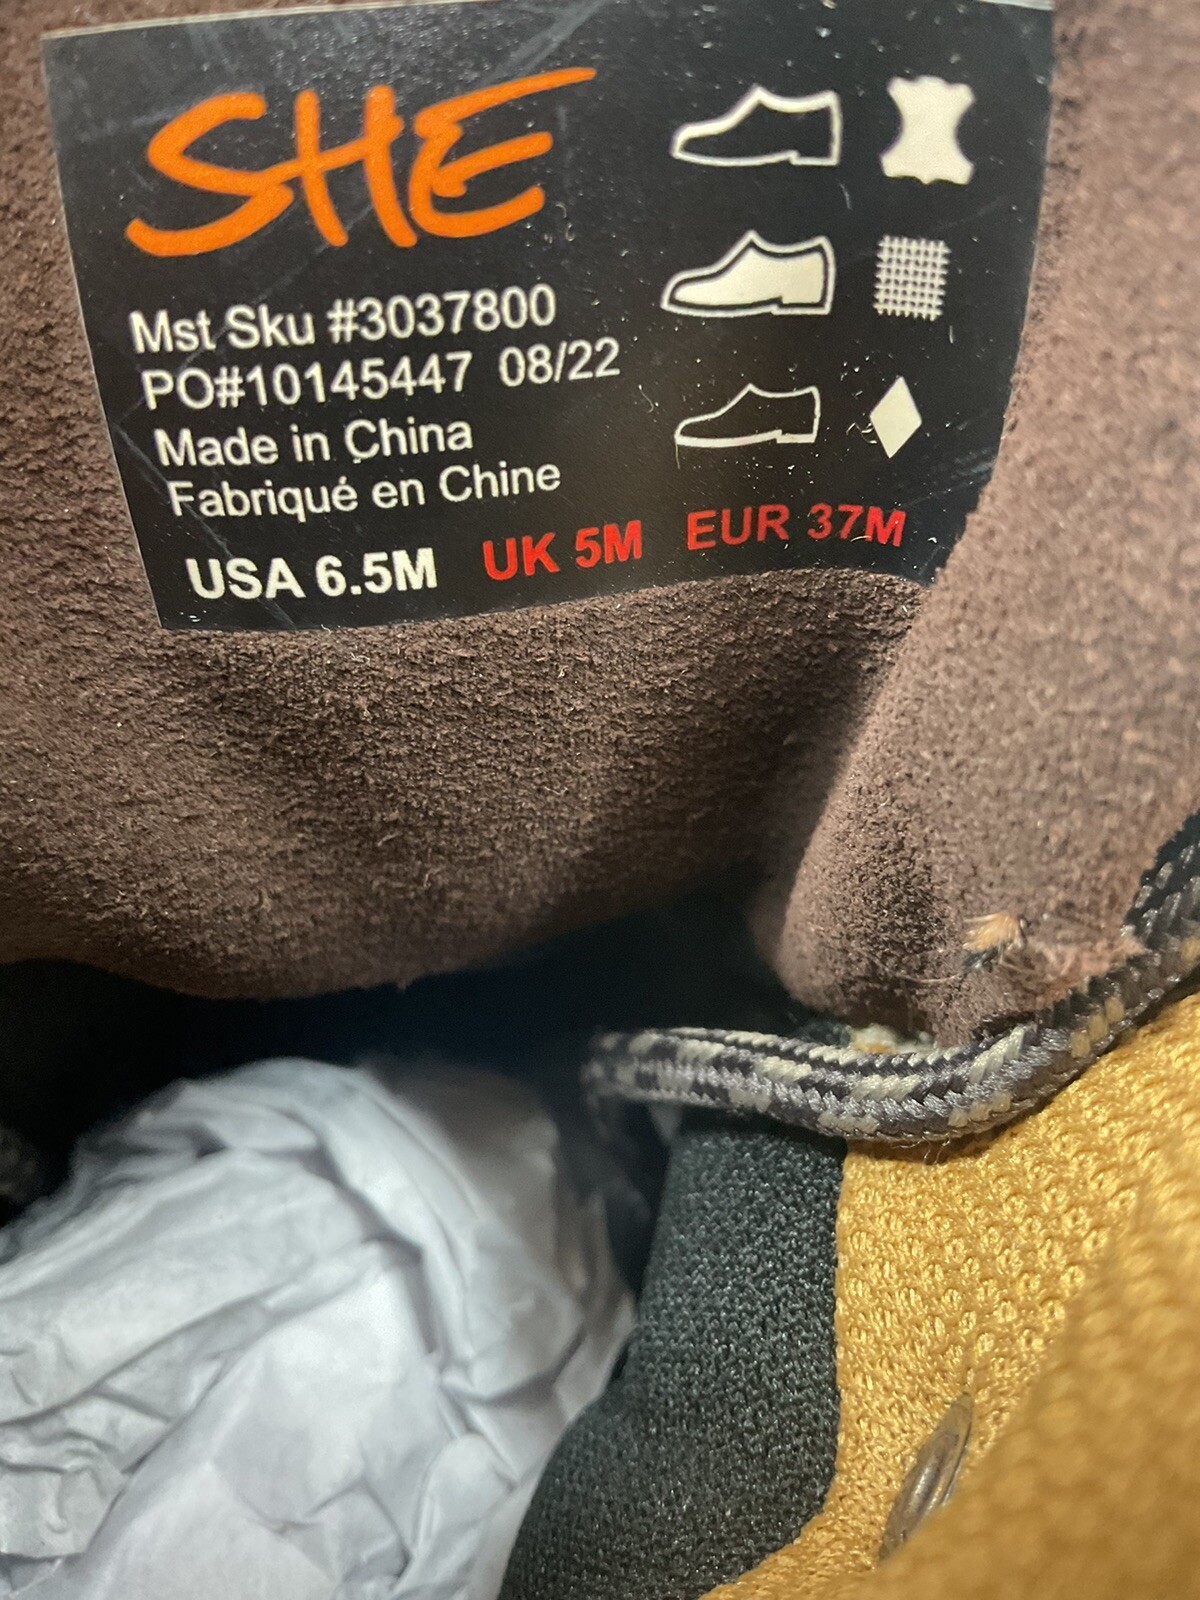 SHE
Mst Sku #3037800
PO#10145447 08/22
Made in China
Fabriqué en Chine
USA 6.5M UK 5M EUR 37M